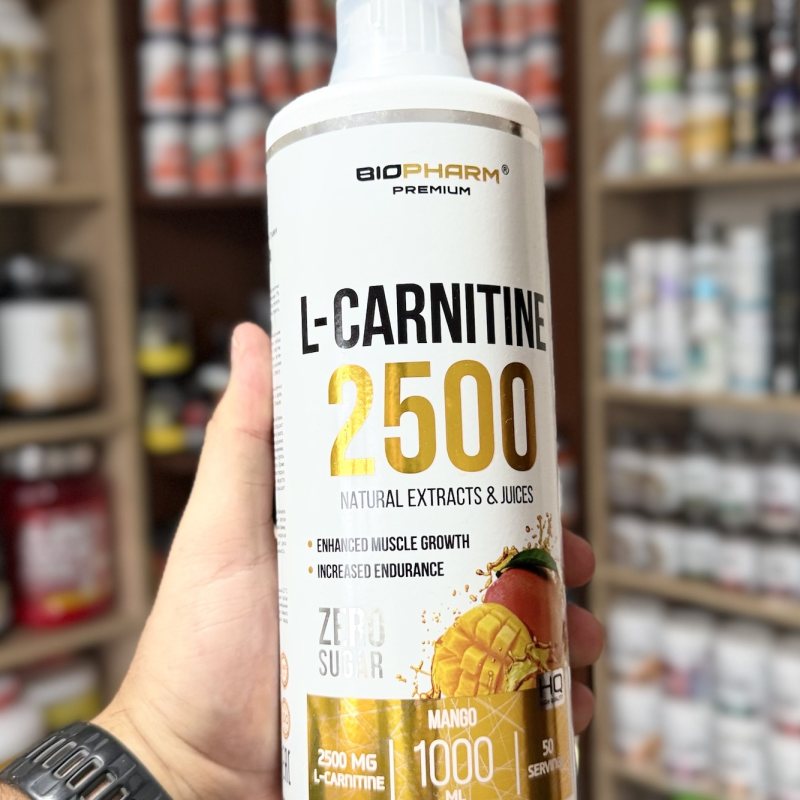 BIOPHARM®
PREMIUM
L-CARNITINE
2500
NATURAL EXTRACTS & JUICES
• ENHANCED MUSCLE GROWTH
• INCREASED ENDURANCE
ZERO
SUGAR
HQ
MANGO
2500 MG
L-CARNITINE
1000
ML
50